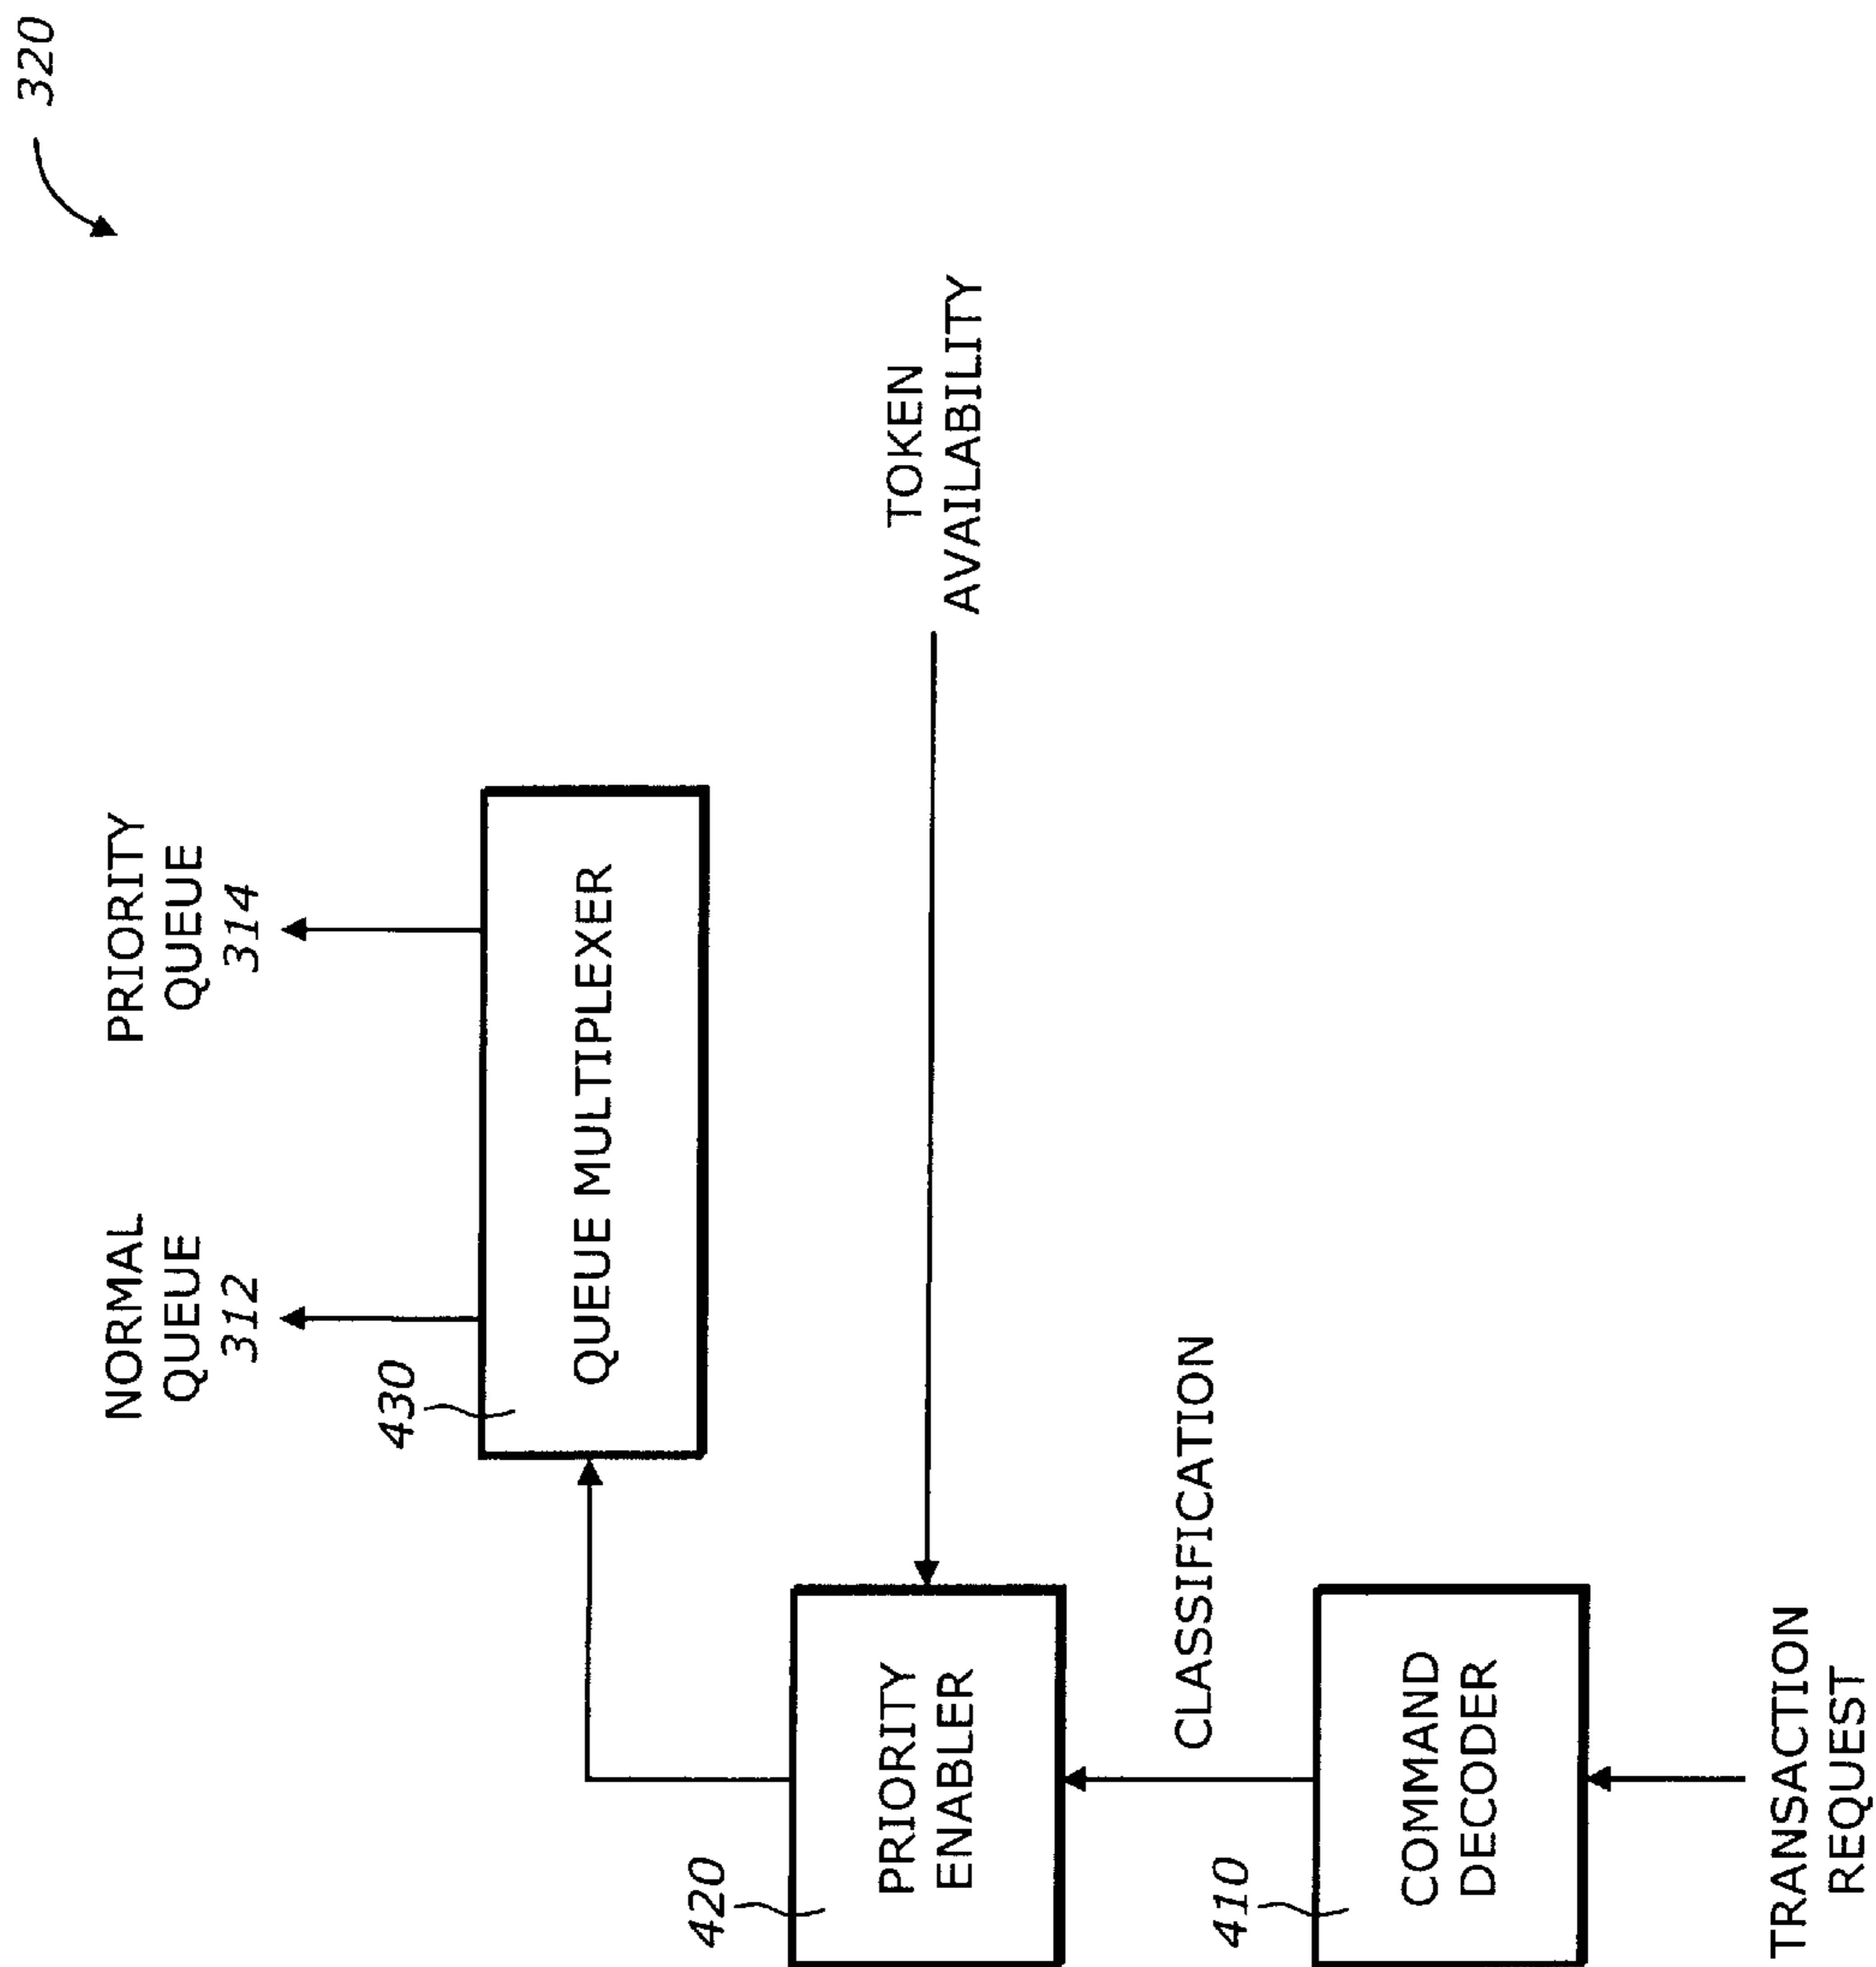 320
NORMAL
QUEUE
312
PRIORITY
QUEUE
314
430
QUEUE MULTIPLEXER
TOKEN
AVAILABILITY
420
PRIORITY
ENABLER
CLASSIFICATION
410
COMMAND
DECODER
TRANSACTION
REQUEST